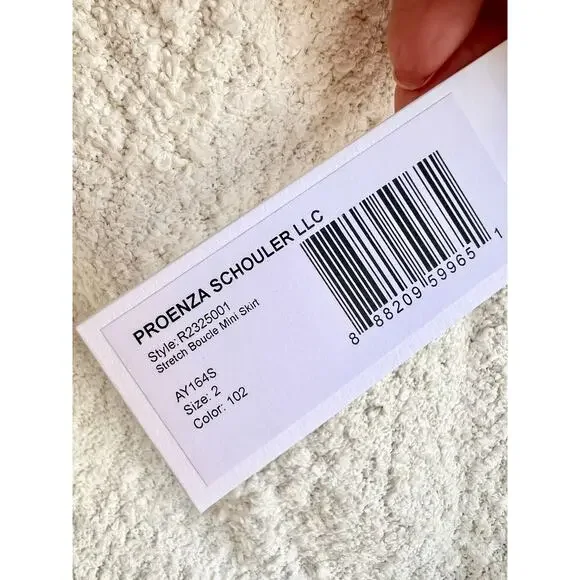 PROENZA SCHOULER LLC
Style: R2325001
Stretch Boucle Mini Skirt
AY164S
Size: 2
Color: 102
8 88209 59965 1